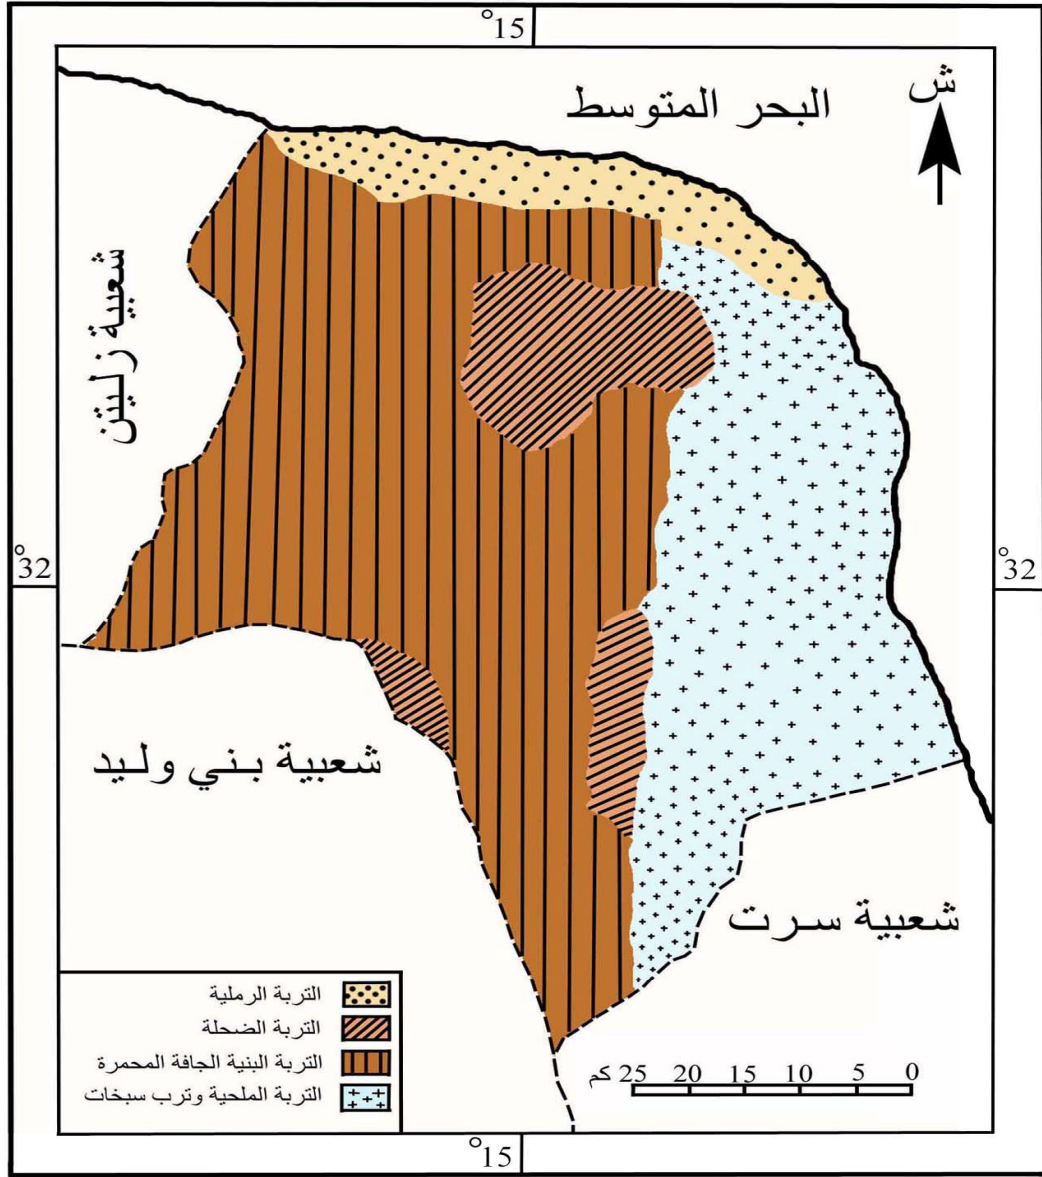 °15
البحر المتوسط
ش
شعبية زليتن
°32
°32
شعبية بني وليد
شعبية سرت
التربة الرملية
التربة الضحلة
التربة البنية الجافة المحمرة
التربة الملحية وترب سبخات
كم 25 20 15 10 5 0
°15